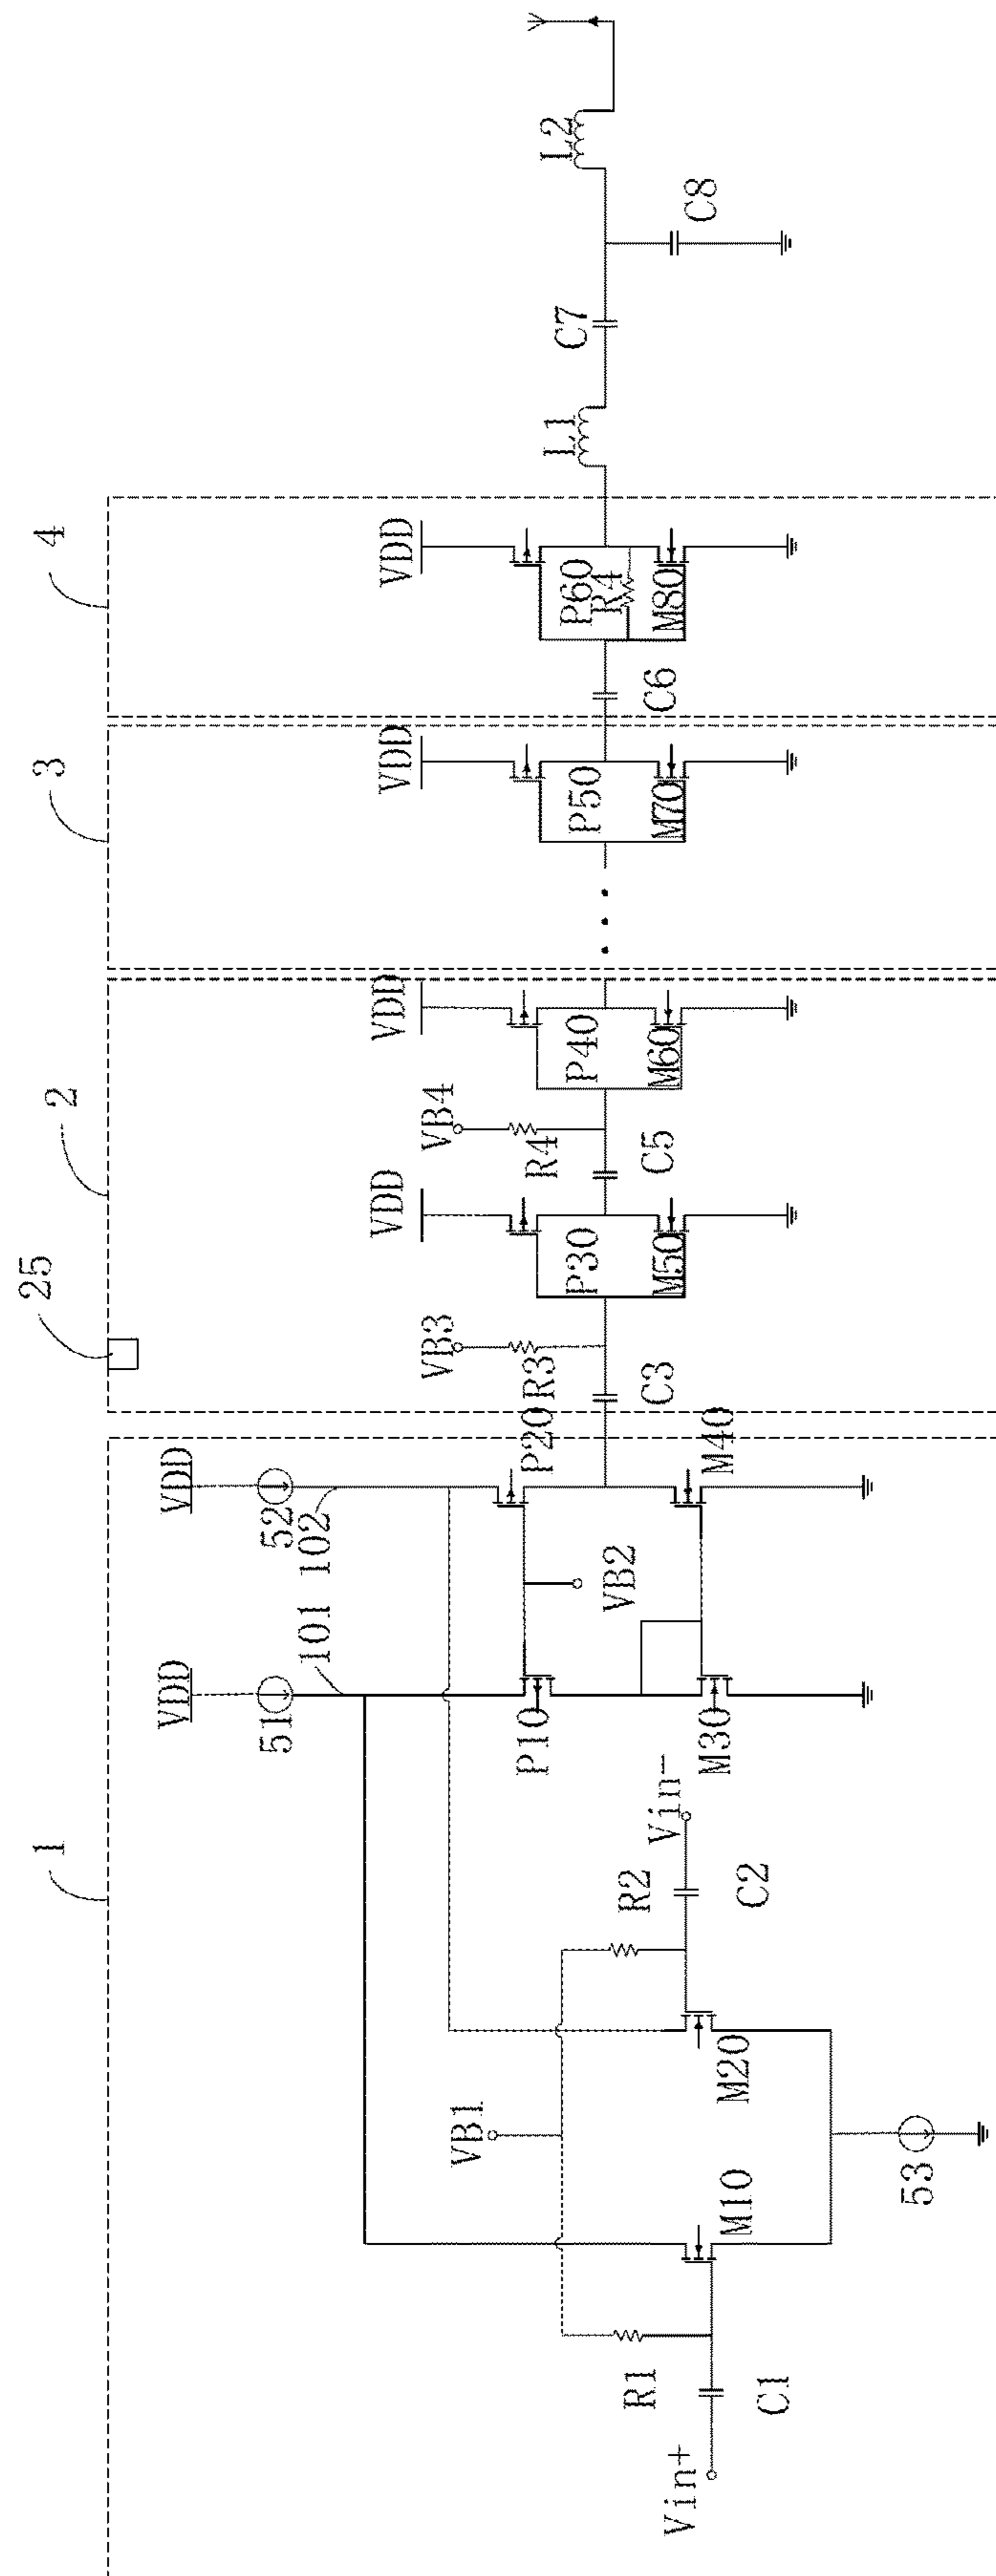 1
25
2
3
4
VDD
VDD
51
101
52
102
VB1
Vin+
C1
R1
M10
M20
53
R2
C2
Vin-
P10
M30
VB2
P20
M40
VB3
R3
C3
VDD
P30
M50
VB4
R4
C5
VDD
P40
M60
VDD
P50
M70
C6
VDD
P60
R4
M80
L1
C7
C8
L2